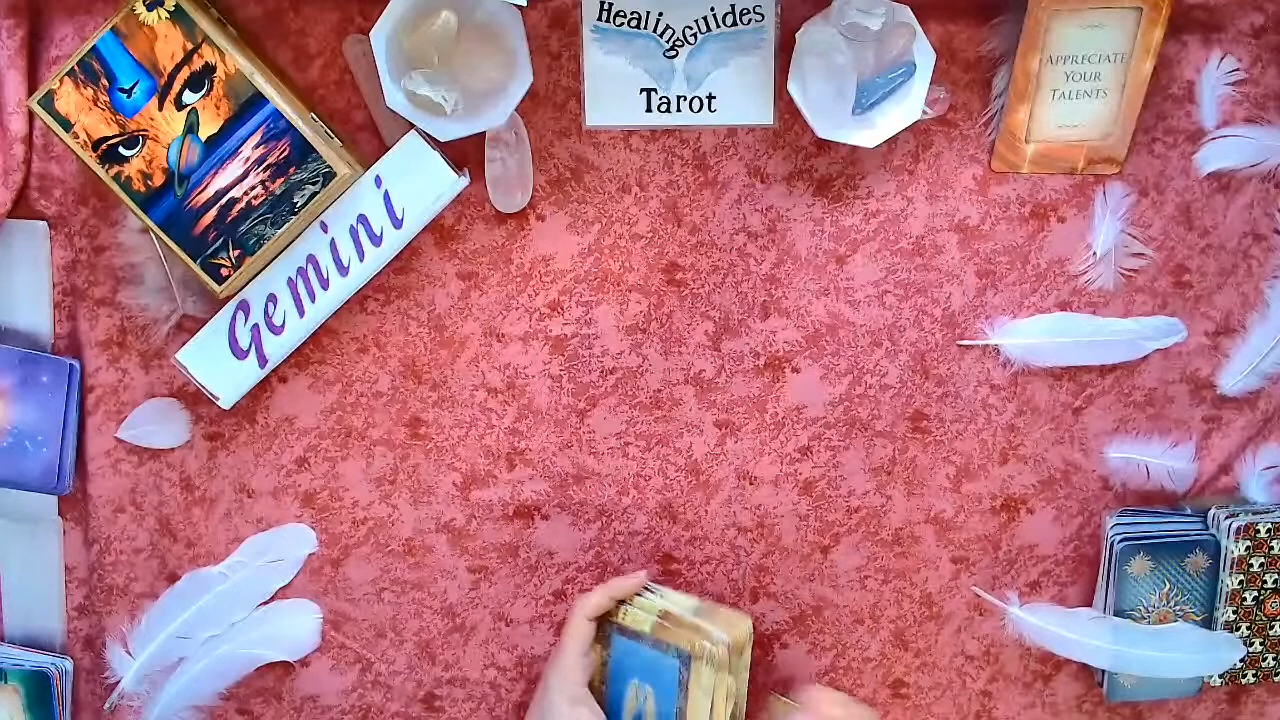 Healing Guides
Tarot
APPRECIATE
YOUR
TALENTS
Gemini